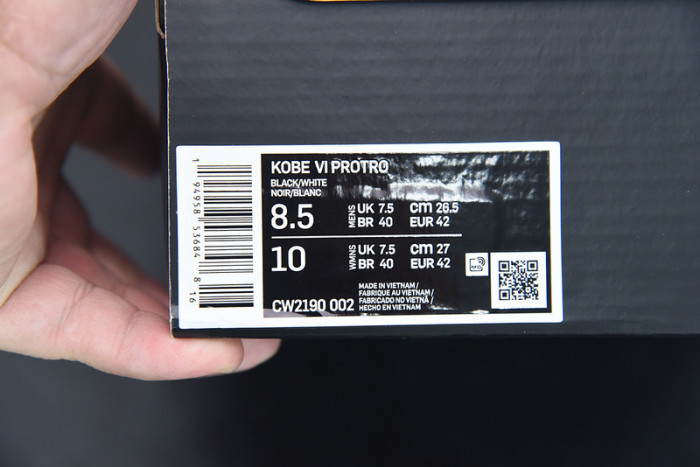 KOBE VI PROTRO
BLACK/WHITE
NOIR/BLANC
8.5
MENS
UK 7.5 cm 26.5
BR 40 EUR 42
10
WMNS
UK 7.5 cm 27
BR 40 EUR 42
CW2190 002
MADE IN VIETNAM /
FABRIQUE AU VIETNAM /
FABRICADO NO VIETNÃ /
HECHO EN VIETNAM
1 94958 53684 8 16